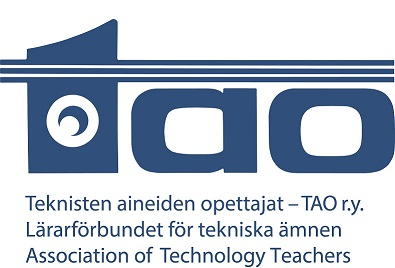 tao
Teknisten aineiden opettajat – TAO r.y.
Lärarförbundet för tekniska ämnen
Association of Technology Teachers